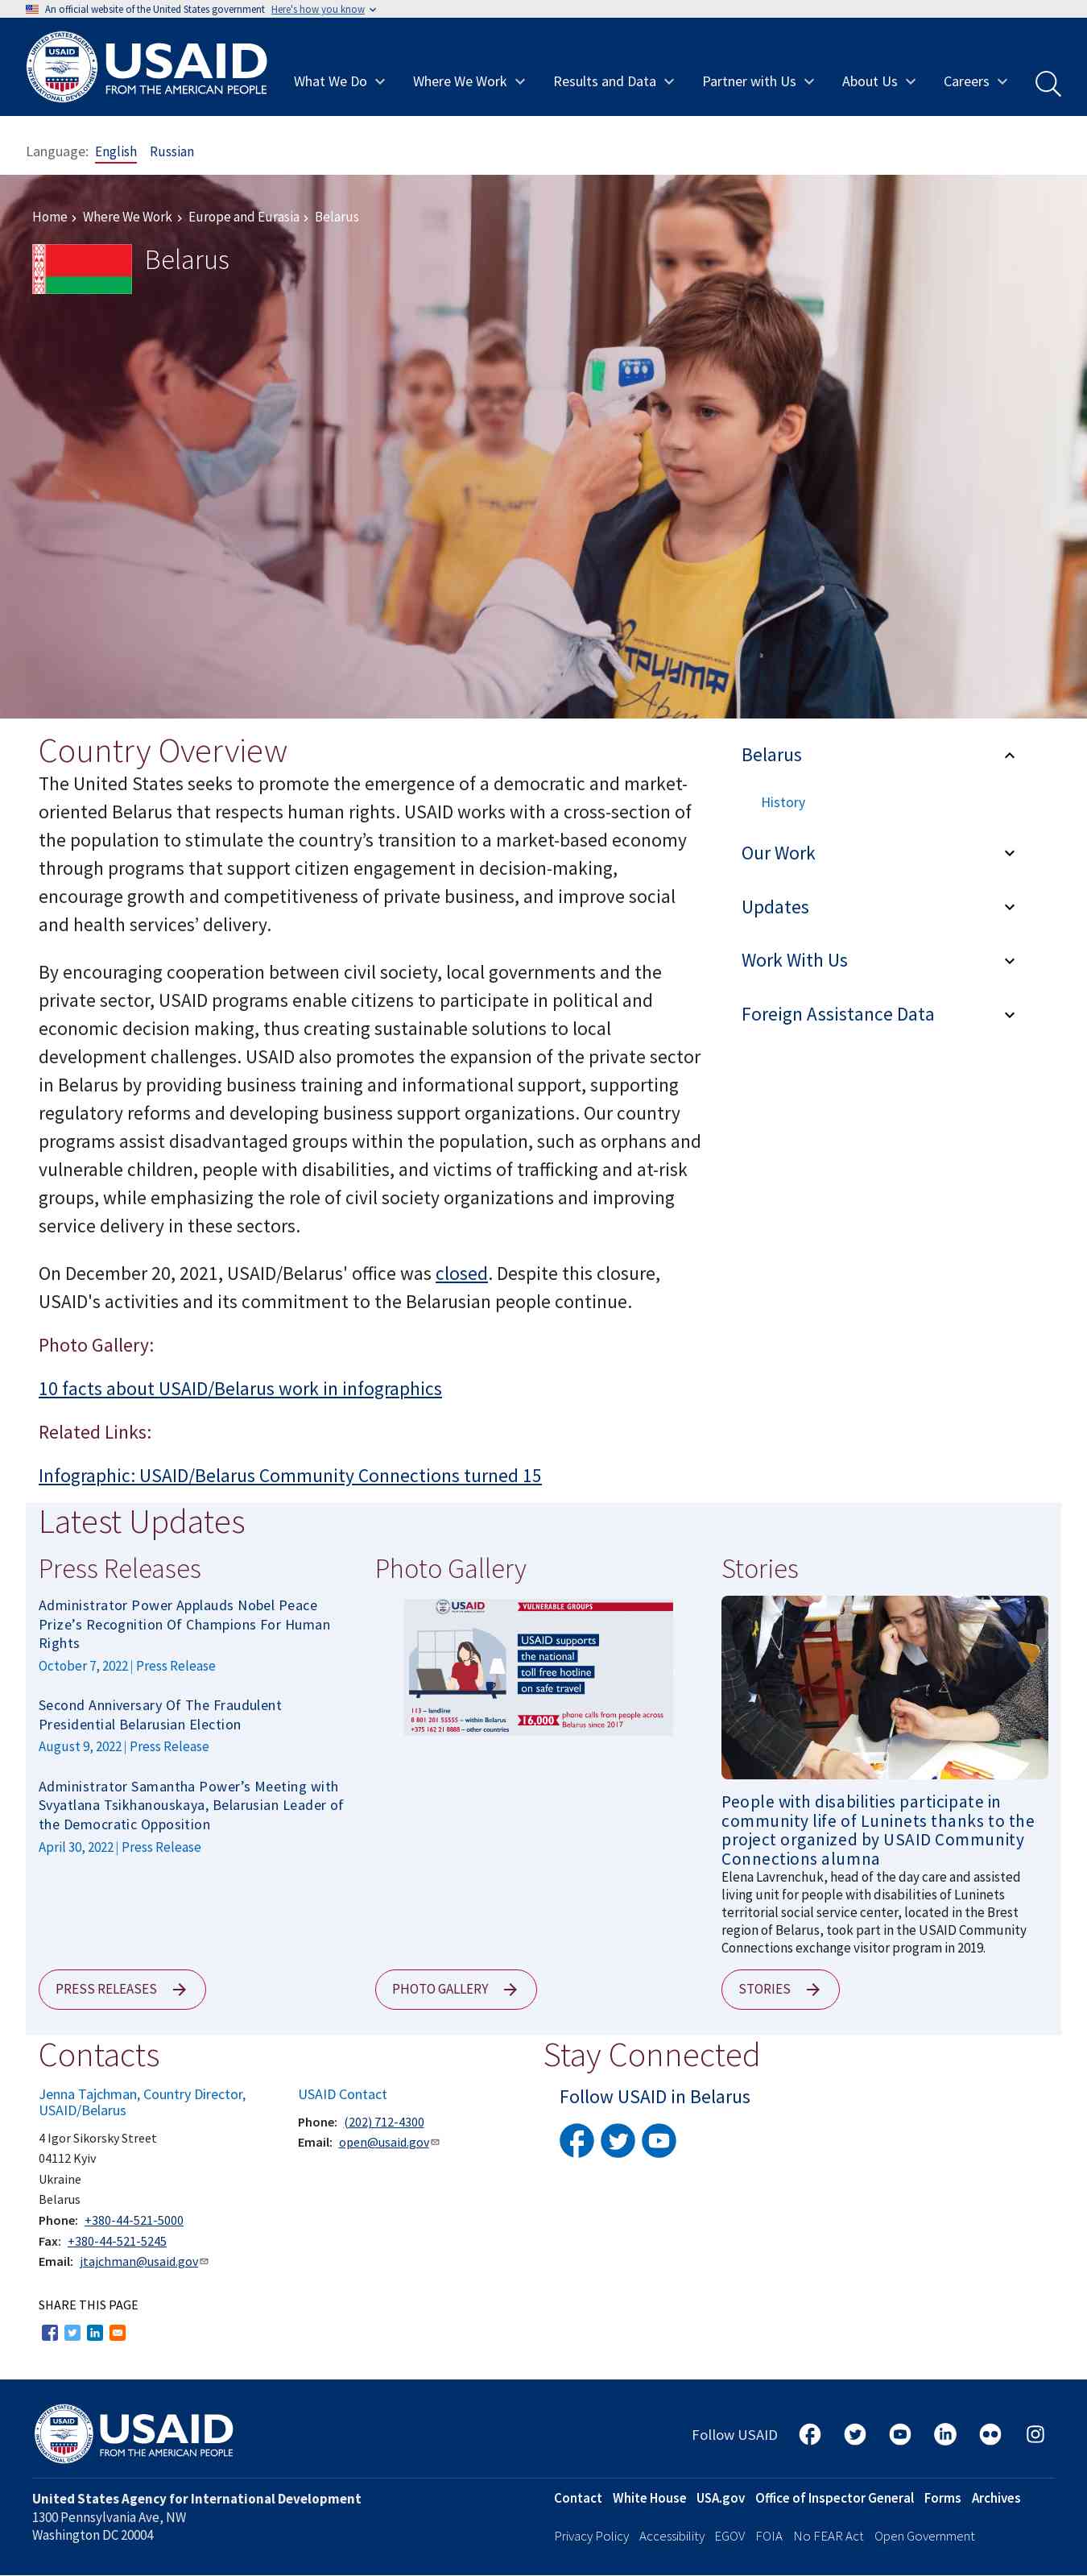 An official website of the United States government Here's how you know
USAID
FROM THE AMERICAN PEOPLE
What We Do
Where We Work
Results and Data
Partner with Us
About Us
Careers
Language: English Russian
Home › Where We Work › Europe and Eurasia › Belarus
Belarus
Country Overview
The United States seeks to promote the emergence of a democratic and market-
oriented Belarus that respects human rights. USAID works with a cross-section of
the population to stimulate the country’s transition to a market-based economy
through programs that support citizen engagement in decision-making,
encourage growth and competitiveness of private business, and improve social
and health services’ delivery.
By encouraging cooperation between civil society, local governments and the
private sector, USAID programs enable citizens to participate in political and
economic decision making, thus creating sustainable solutions to local
development challenges. USAID also promotes the expansion of the private sector
in Belarus by providing business training and informational support, supporting
regulatory reforms and developing business support organizations. Our country
programs assist disadvantaged groups within the population, such as orphans and
vulnerable children, people with disabilities, and victims of trafficking and at-risk
groups, while emphasizing the role of civil society organizations and improving
service delivery in these sectors.
On December 20, 2021, USAID/Belarus' office was closed. Despite this closure,
USAID's activities and its commitment to the Belarusian people continue.
Photo Gallery:
10 facts about USAID/Belarus work in infographics
Related Links:
Infographic: USAID/Belarus Community Connections turned 15
Belarus
History
Our Work
Updates
Work With Us
Foreign Assistance Data
Latest Updates
Press Releases
Administrator Power Applauds Nobel Peace
Prize’s Recognition Of Champions For Human
Rights
October 7, 2022 | Press Release
Second Anniversary Of The Fraudulent
Presidential Belarusian Election
August 9, 2022 | Press Release
Administrator Samantha Power’s Meeting with
Svyatlana Tsikhanouskaya, Belarusian Leader of
the Democratic Opposition
April 30, 2022 | Press Release
PRESS RELEASES
Photo Gallery
USAID
VULNERABLE GROUPS
USAID supports
the national
toll free hotline
on safe travel
113 – landline
8 801 201 55555 – within Belarus
+375 162 21 8888 – other countries
16,000 phone calls from people across
Belarus since 2017
PHOTO GALLERY
Stories
People with disabilities participate in
community life of Luninets thanks to the
project organized by USAID Community
Connections alumna
Elena Lavrenchuk, head of the day care and assisted
living unit for people with disabilities of Luninets
territorial social service center, located in the Brest
region of Belarus, took part in the USAID Community
Connections exchange visitor program in 2019.
STORIES
Contacts
Jenna Tajchman, Country Director,
USAID/Belarus
4 Igor Sikorsky Street
04112 Kyiv
Ukraine
Belarus
Phone: +380-44-521-5000
Fax: +380-44-521-5245
Email: jtajchman@usaid.gov
USAID Contact
Phone: (202) 712-4300
Email: open@usaid.gov
Stay Connected
Follow USAID in Belarus
SHARE THIS PAGE
USAID
FROM THE AMERICAN PEOPLE
Follow USAID
United States Agency for International Development
1300 Pennsylvania Ave, NW
Washington DC 20004
Contact White House USA.gov Office of Inspector General Forms Archives
Privacy Policy Accessibility EGOV FOIA No FEAR Act Open Government